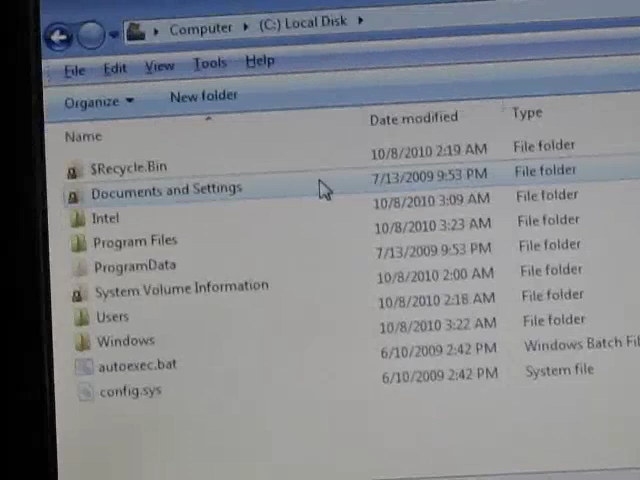 Computer (C:) Local Disk
File Edit View Tools Help
Organize New folder
Name Date modified Type
$Recycle.Bin 10/8/2010 2:19 AM File folder
Documents and Settings 7/13/2009 9:53 PM File folder
Intel 10/8/2010 3:09 AM File folder
Program Files 10/8/2010 3:23 AM File folder
ProgramData 7/13/2009 9:53 PM File folder
System Volume Information 10/8/2010 2:00 AM File folder
Users 10/8/2010 2:18 AM File folder
Windows 10/8/2010 3:22 AM File folder
autoexec.bat 6/10/2009 2:42 PM Windows Batch Fil
config.sys 6/10/2009 2:42 PM System file